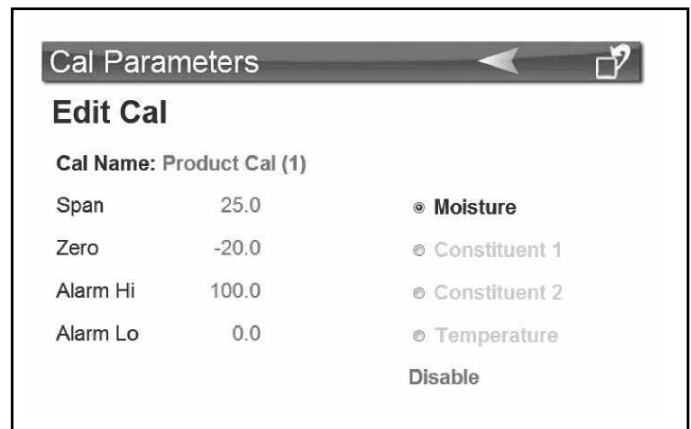 Cal Parameters
Edit Cal
Cal Name: Product Cal (1)
Span 25.0
Moisture
Zero -20.0
Constituent 1
Alarm Hi 100.0
Constituent 2
Alarm Lo 0.0
Temperature
Disable